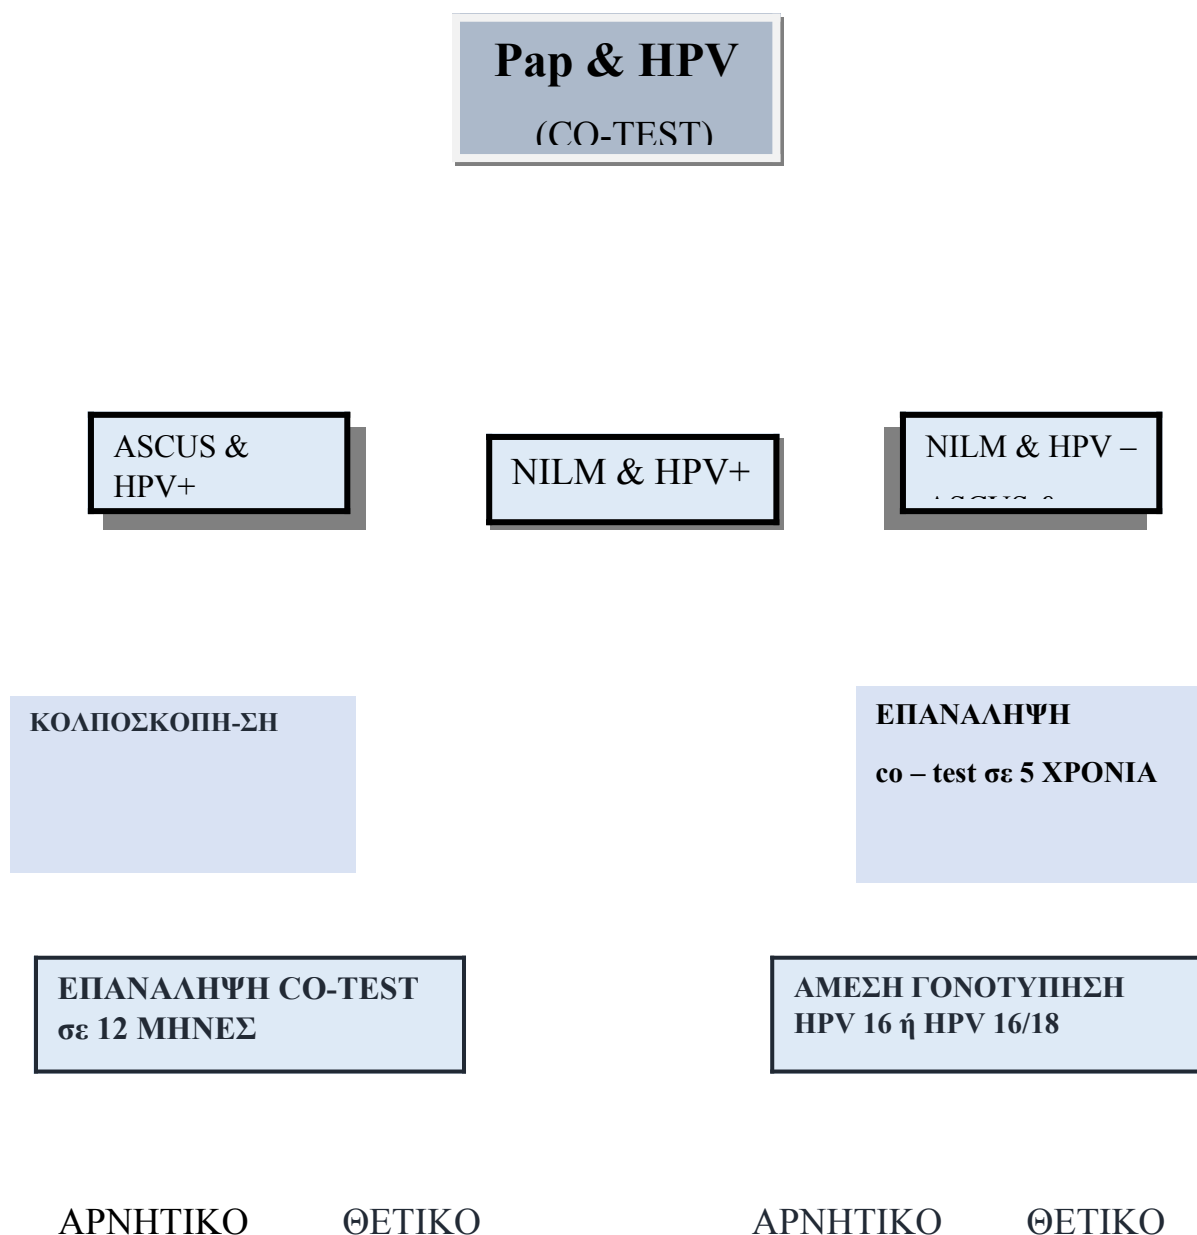 Pap & HPV
(CO-TEST)
ASCUS &
HPV+
NILM & HPV+
NILM & HPV –
ΚΟΛΠΟΣΚΟΠΗ-ΣΗ
ΕΠΑΝΑΛΗΨΗ
co – test σε 5 ΧΡΟΝΙΑ
ΕΠΑΝΑΛΗΨΗ CO-TEST
σε 12 ΜΗΝΕΣ
ΑΜΕΣΗ ΓΟΝΟΤΥΠΗΣΗ
HPV 16 ή HPV 16/18
ΑΡΝΗΤΙΚΟ ΘΕΤΙΚΟ ΑΡΝΗΤΙΚΟ ΘΕΤΙΚΟ